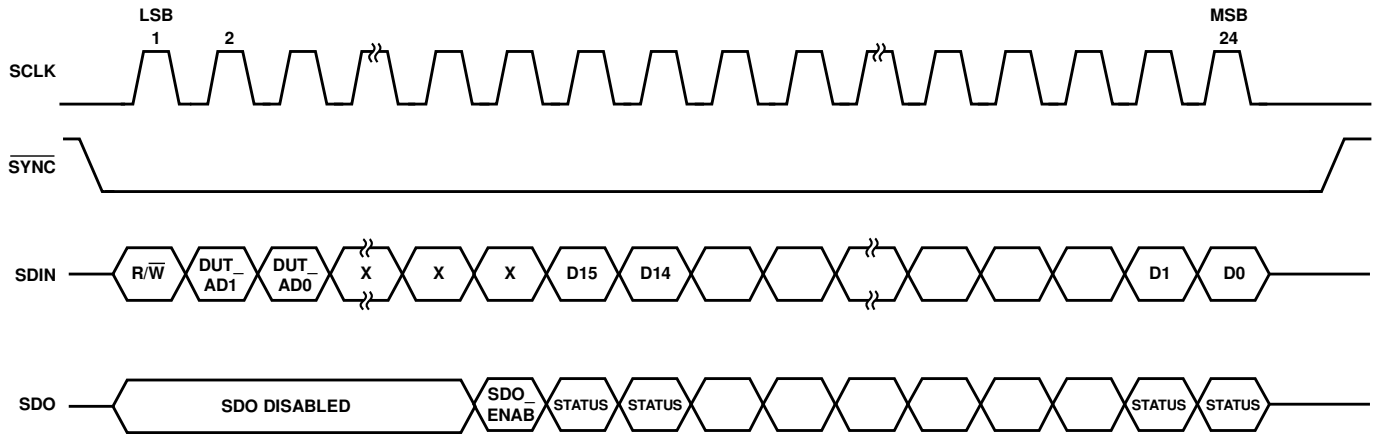 LSB MSB
1 2 24
SCLK
SYNC
R/W DUT_ DUT_ X X X D15 D14 D1 D0
AD1 AD0
SDIN
SDO DISABLED SDO_ STATUS STATUS STATUS STATUS
ENAB
SDO